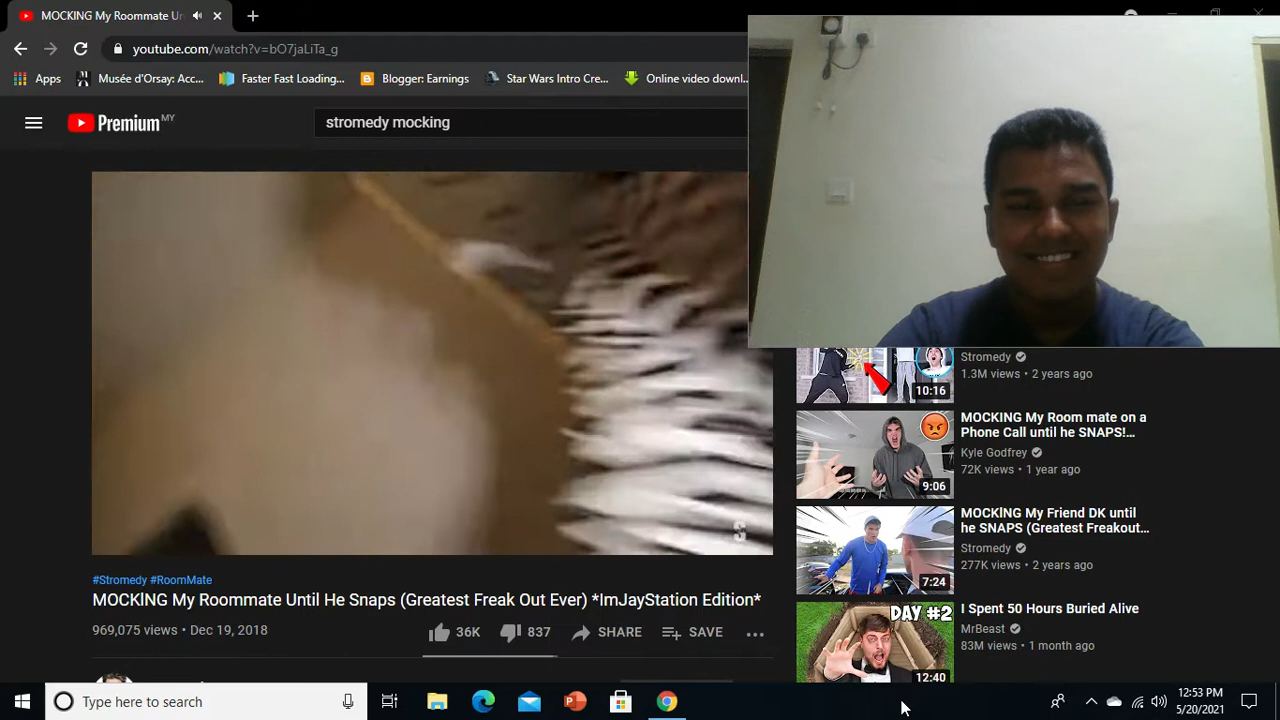 MOCKING My Roommate Un
youtube.com/watch?v=bO7jaLiTa_g
Apps
Musée d'Orsay: Acc...
Faster Fast Loading...
Blogger: Earnings
Star Wars Intro Cre...
Online video downl...
Premium MY
stromedy mocking
Stromedy
1.3M views • 2 years ago
10:16
MOCKING My Room mate on a
Phone Call until he SNAPS!...
Kyle Godfrey
72K views • 1 year ago
9:06
MOCKING My Friend DK until
he SNAPS (Greatest Freakout...
Stromedy
277K views • 2 years ago
7:24
I Spent 50 Hours Buried Alive
MrBeast
83M views • 1 month ago
DAY #2
12:40
S
#Stromedy #RoomMate
MOCKING My Roommate Until He Snaps (Greatest Freak Out Ever) *ImJayStation Edition*
969,075 views • Dec 19, 2018
36K
837
SHARE
SAVE
Type here to search
12:53 PM
5/20/2021